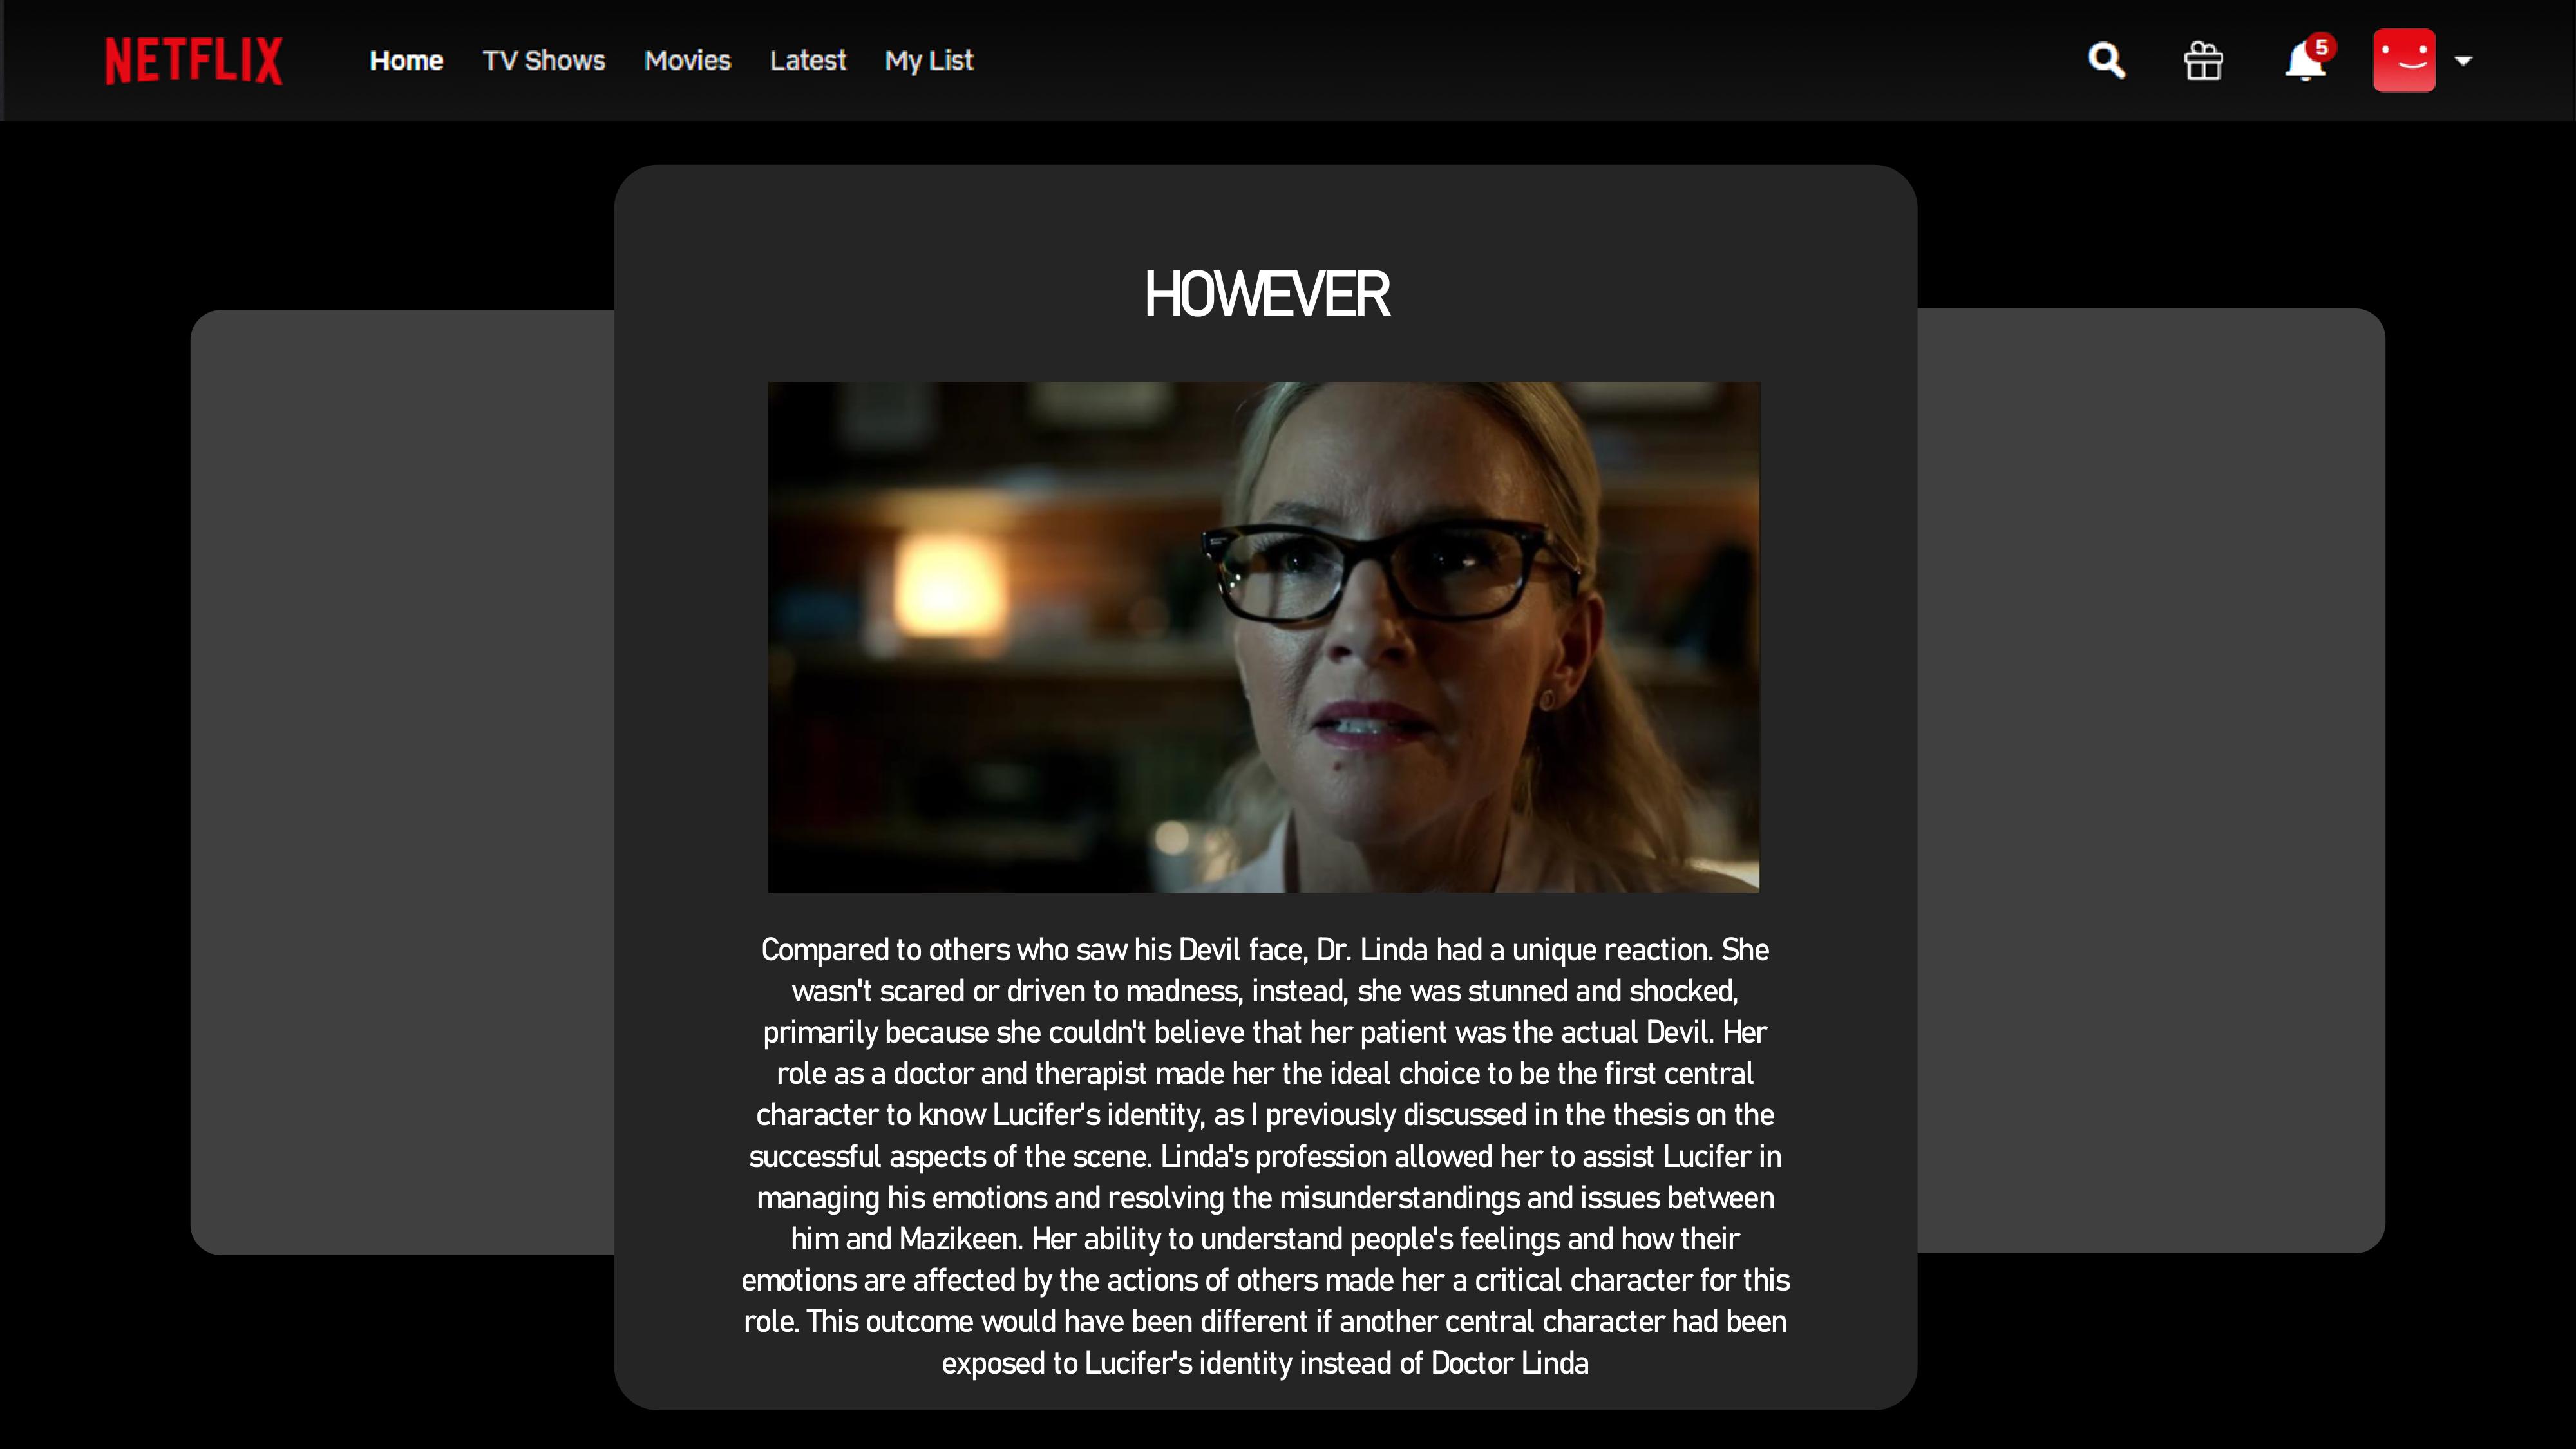 NETFLIX
Home TV Shows Movies Latest My List
5
HOWEVER
Compared to others who saw his Devil face, Dr. Linda had a unique reaction. She
wasn't scared or driven to madness, instead, she was stunned and shocked,
primarily because she couldn't believe that her patient was the actual Devil. Her
role as a doctor and therapist made her the ideal choice to be the first central
character to know Lucifer's identity, as I previously discussed in the thesis on the
successful aspects of the scene. Linda's profession allowed her to assist Lucifer in
managing his emotions and resolving the misunderstandings and issues between
him and Mazikeen. Her ability to understand people's feelings and how their
emotions are affected by the actions of others made her a critical character for this
role. This outcome would have been different if another central character had been
exposed to Lucifer's identity instead of Doctor Linda